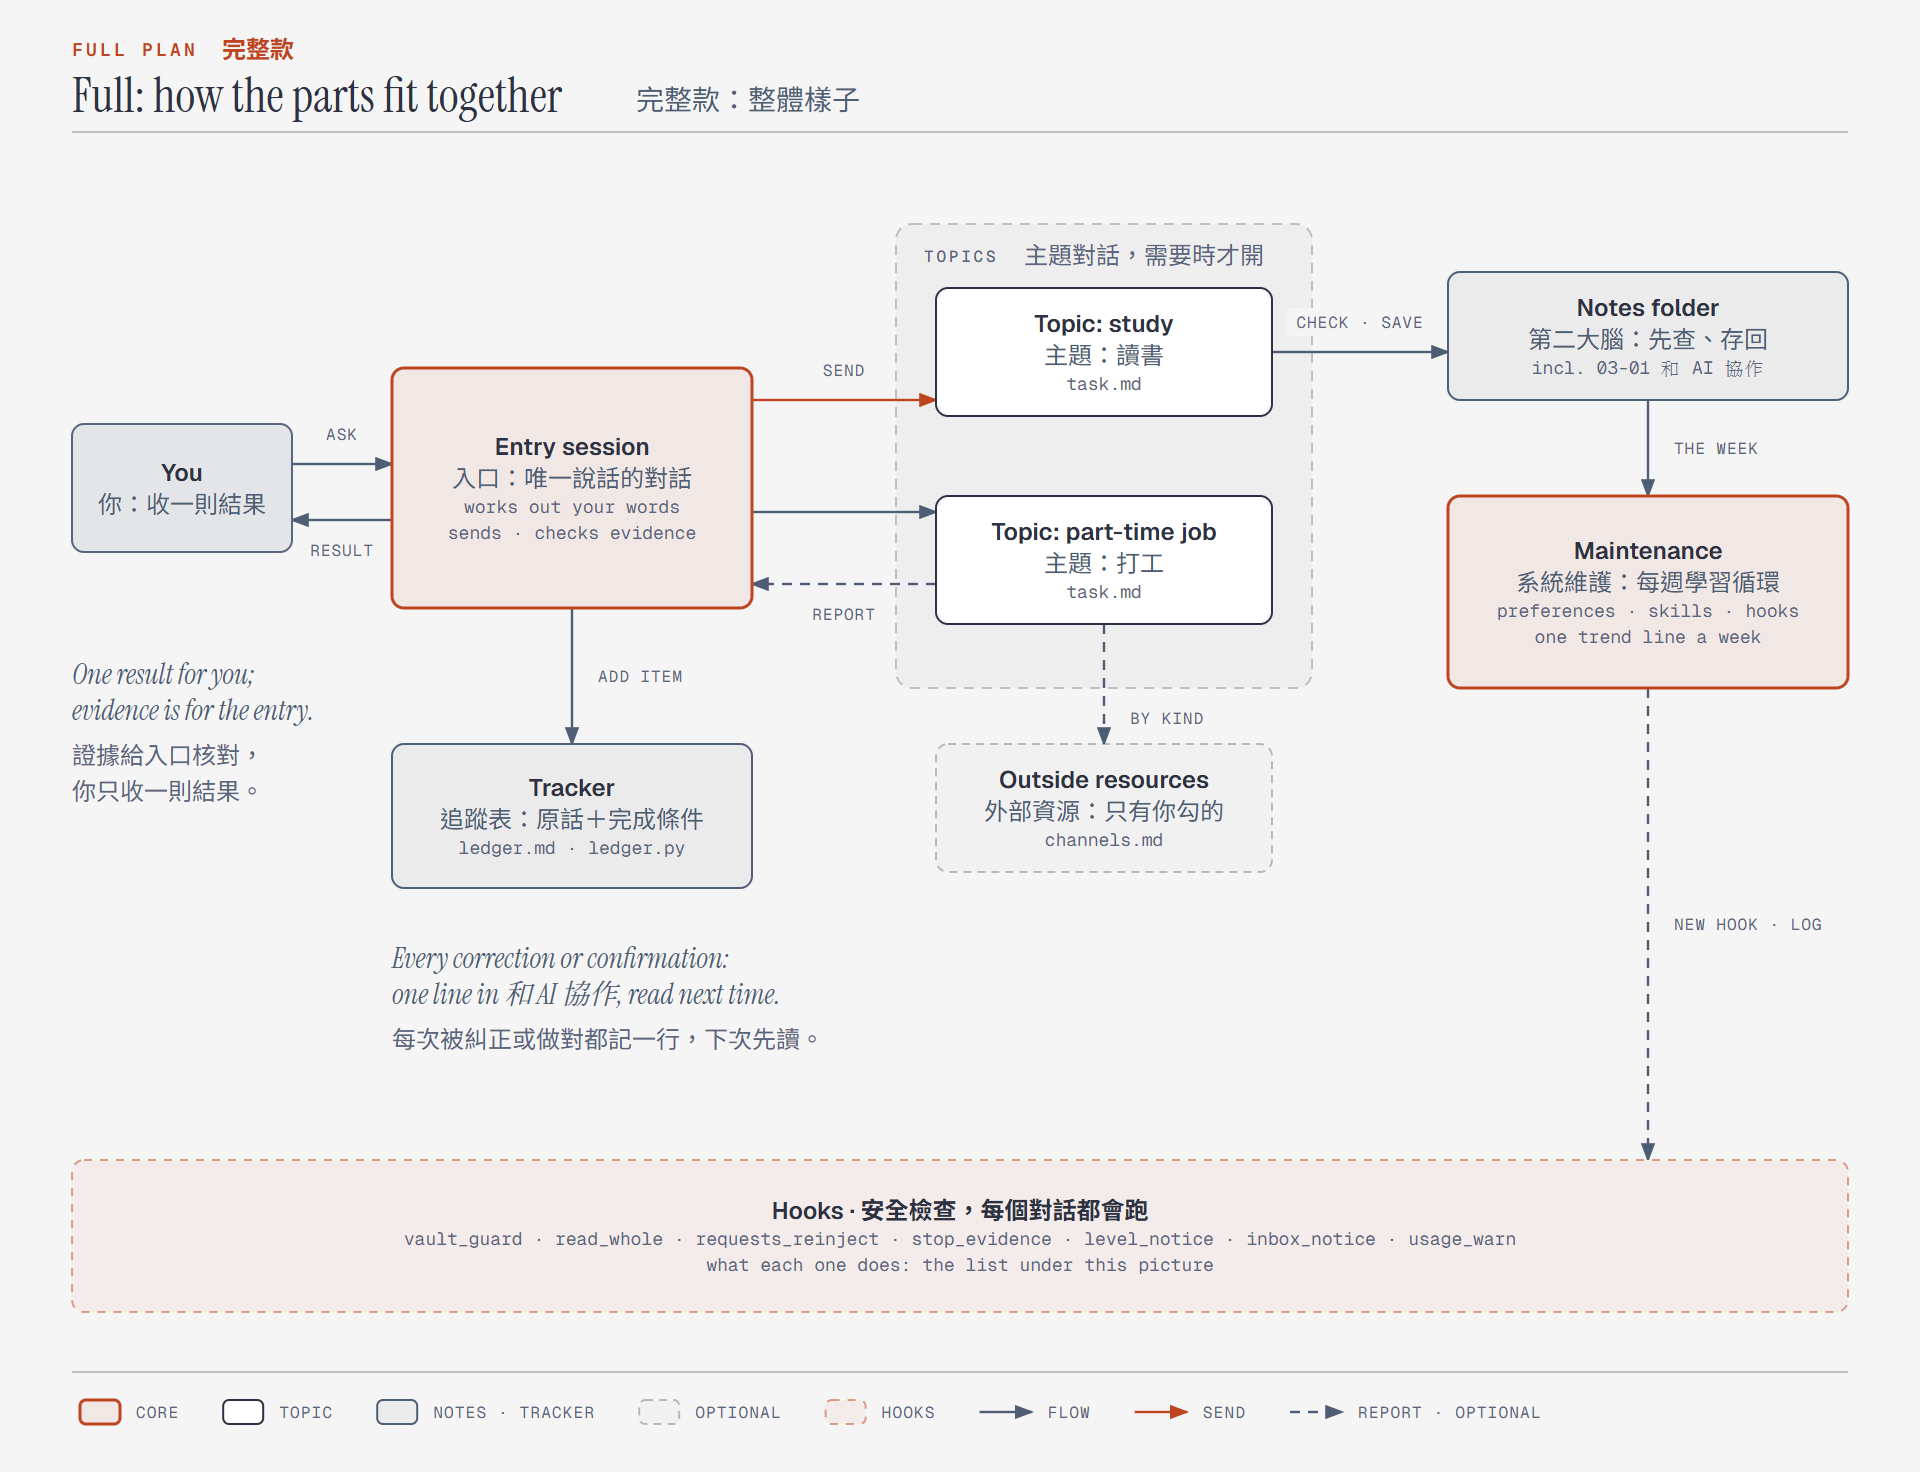 FULL PLAN 完整款
Full: how the parts fit together 完整款：整體樣子
TOPICS 主題對話，需要時才開
Topic: study
主題：讀書
task.md
CHECK · SAVE
Notes folder
第二大腦：先查、存回
incl. 03-01 和 AI 協作
SEND
ASK
You
你：收一則結果
RESULT
Entry session
入口：唯一說話的對話
works out your words
sends · checks evidence
THE WEEK
Topic: part-time job
主題：打工
task.md
REPORT
Maintenance
系統維護：每週學習循環
preferences · skills · hooks
one trend line a week
One result for you;
evidence is for the entry.
證據給入口核對，
你只收一則結果。
ADD ITEM
BY KIND
Tracker
追蹤表：原話＋完成條件
ledger.md · ledger.py
Outside resources
外部資源：只有你勾的
channels.md
NEW HOOK · LOG
Every correction or confirmation:
one line in 和 AI 協作, read next time.
每次被糾正或做對都記一行，下次先讀。
Hooks · 安全檢查，每個對話都會跑
vault_guard · read_whole · requests_reinject · stop_evidence · level_notice · inbox_notice · usage_warn
what each one does: the list under this picture
CORE TOPIC NOTES · TRACKER OPTIONAL HOOKS FLOW SEND REPORT · OPTIONAL